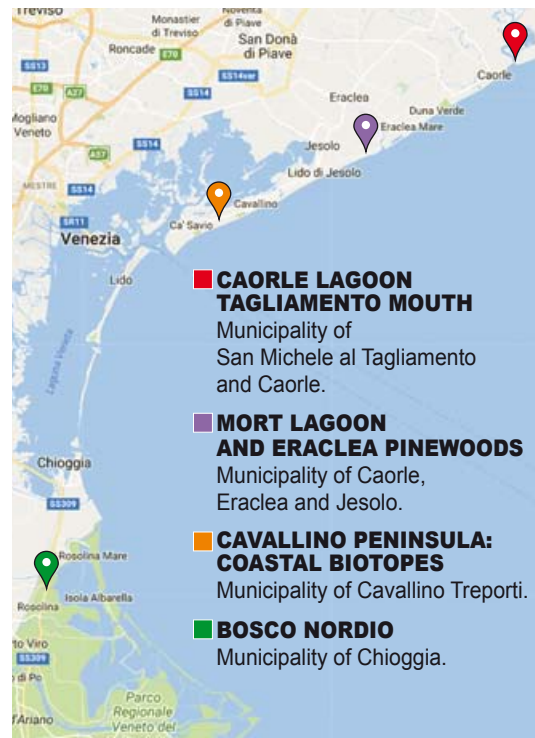 TREVISO
Monastier
di Treviso
Noventa
di Piave
Roncade
E70
San Donà
di Piave
SS13
SS14var
E70
A27
SS14
Caorle
Eraclea
Duna Verde
Mogliano
Veneto
Eraclea Mare
A57
Jesolo
Lido di Jesolo
MESTRE
SS14
Cavallino
SR11
Ca' Savio
Venezia
Lido
CAORLE LAGOON
TAGLIAMENTO MOUTH
Municipality of
San Michele al Tagliamento
and Caorle.
Laguna Veneta
MORT LAGOON
AND ERACLEA PINEWOODS
Municipality of Caorle,
Eraclea and Jesolo.
Chioggia
SS309
CAVALLINO PENINSULA:
COASTAL BIOTOPES
Municipality of Cavallino Treporti.
Rosolina Mare
Isola Albarella
Rosolina
BOSCO NORDIO
Municipality of Chioggia.
to Viro
SS309
di Po
Parco
Regionale
Veneto del
d'Ariano